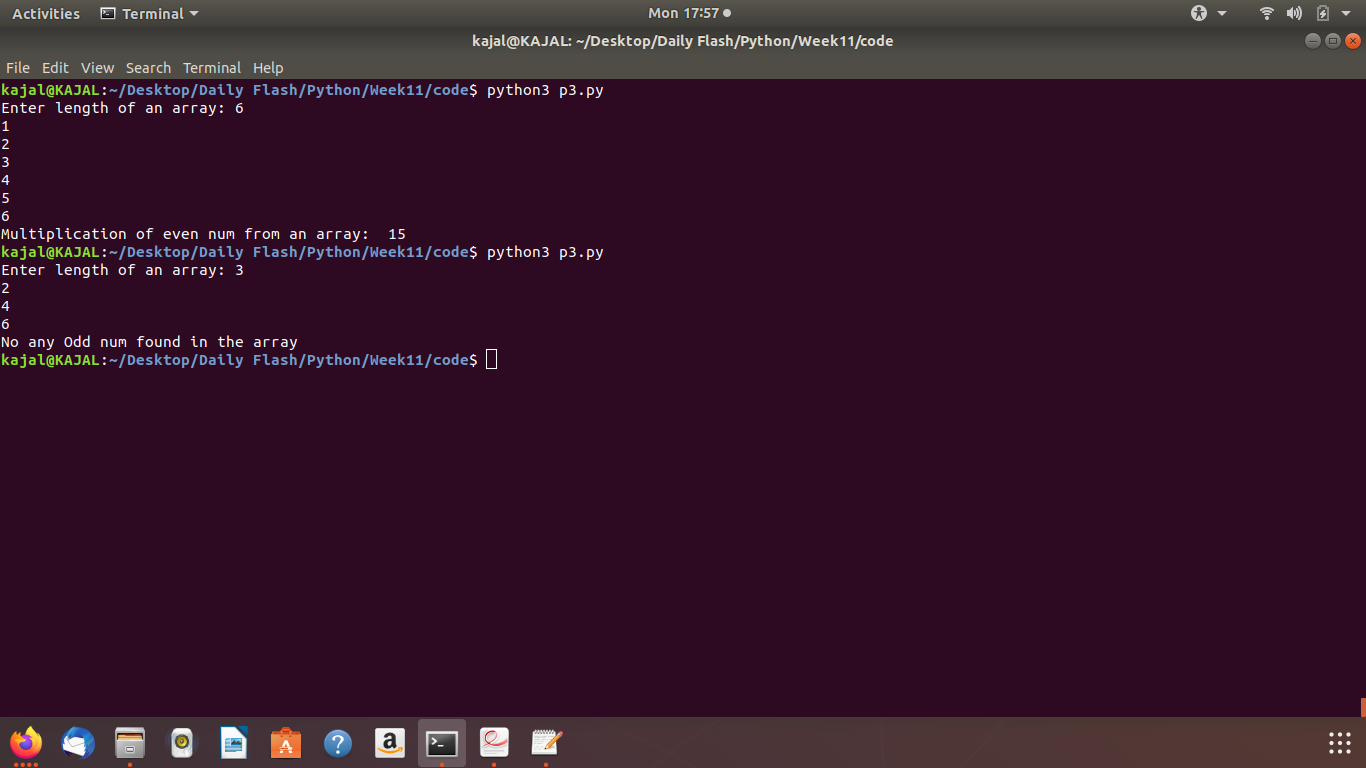 Activities Terminal Mon 17:57
kajal@KAJAL: ~/Desktop/Daily Flash/Python/Week11/code
File Edit View Search Terminal Help
kajal@KAJAL:~/Desktop/Daily Flash/Python/Week11/code$ python3 p3.py
Enter length of an array: 6
1
2
3
4
5
6
Multiplication of even num from an array:  15
kajal@KAJAL:~/Desktop/Daily Flash/Python/Week11/code$ python3 p3.py
Enter length of an array: 3
2
4
6
No any Odd num found in the array
kajal@KAJAL:~/Desktop/Daily Flash/Python/Week11/code$